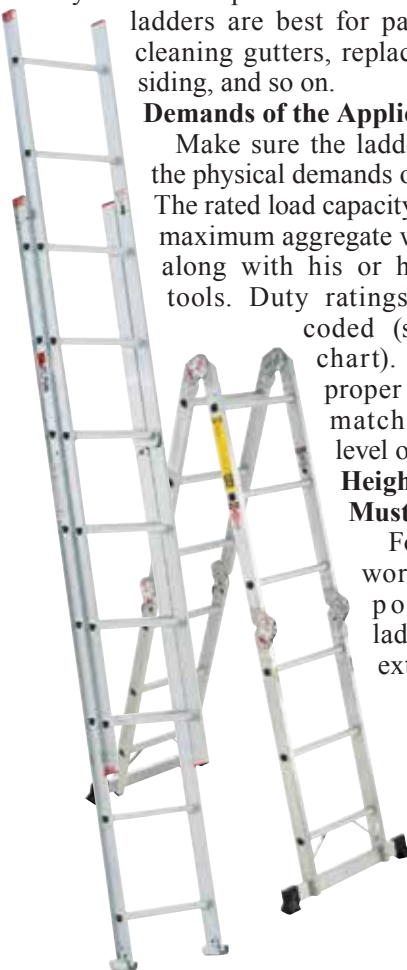 ladders are best for pa
cleaning gutters, replac
siding, and so on.
Demands of the Applic
Make sure the ladde
the physical demands o
The rated load capacity
maximum aggregate w
along with his or h
tools. Duty ratings
coded (s
chart).
proper
match
level o
Heigh
Must
Fo
wor
po
lad
ext